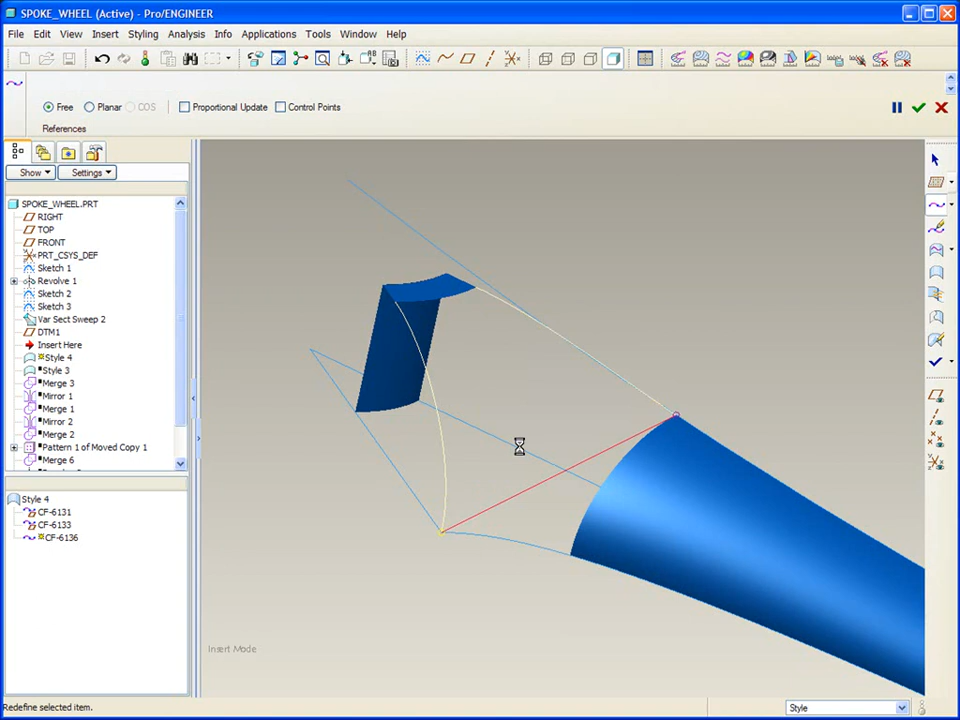 SPOKE_WHEEL (Active) - Pro/ENGINEER
File Edit View Insert Styling Analysis Info Applications Tools Window Help
Free Planar COS Proportional Update Control Points
References
Show Settings
SPOKE_WHEEL.PRT
RIGHT
TOP
FRONT
PRT_CSYS_DEF
Sketch 1
Revolve 1
Sketch 2
Sketch 3
Var Sect Sweep 2
DTM1
Insert Here
Style 4
Style 3
Merge 3
Mirror 1
Merge 1
Mirror 2
Merge 2
Pattern 1 of Moved Copy 1
Merge 6
Style 4
CF-6131
CF-6133
CF-6136
Insert Mode
Redefine selected item.
Style